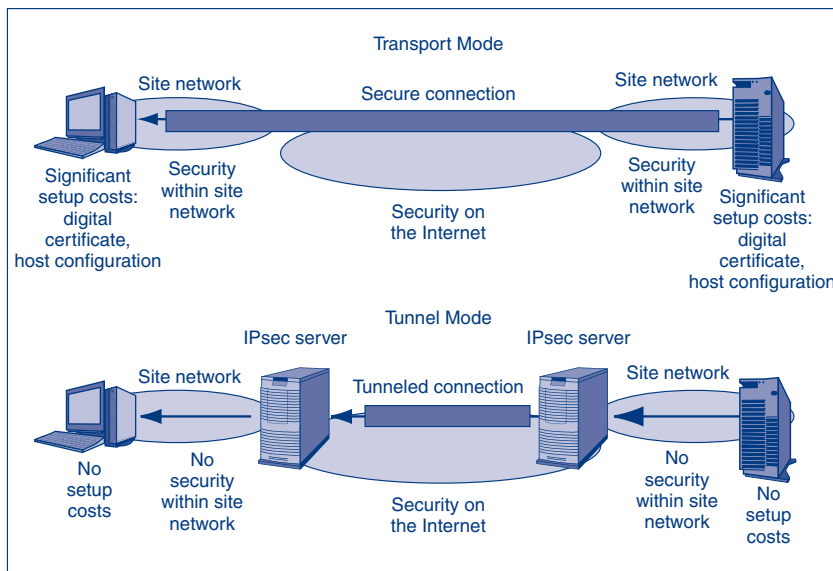 Transport Mode
Site network
Secure connection
Site network
Significant
setup costs:
digital
certificate,
host configuration
Security
within site
network
Security on
the Internet
Security
within site
network
Significant
setup costs:
digital
certificate,
host configuration
Tunnel Mode
IPsec server
IPsec server
Site network
Tunneled connection
Site network
No
setup
costs
No
security
within site
network
Security on
the Internet
No
security
within site
network
No
setup
costs